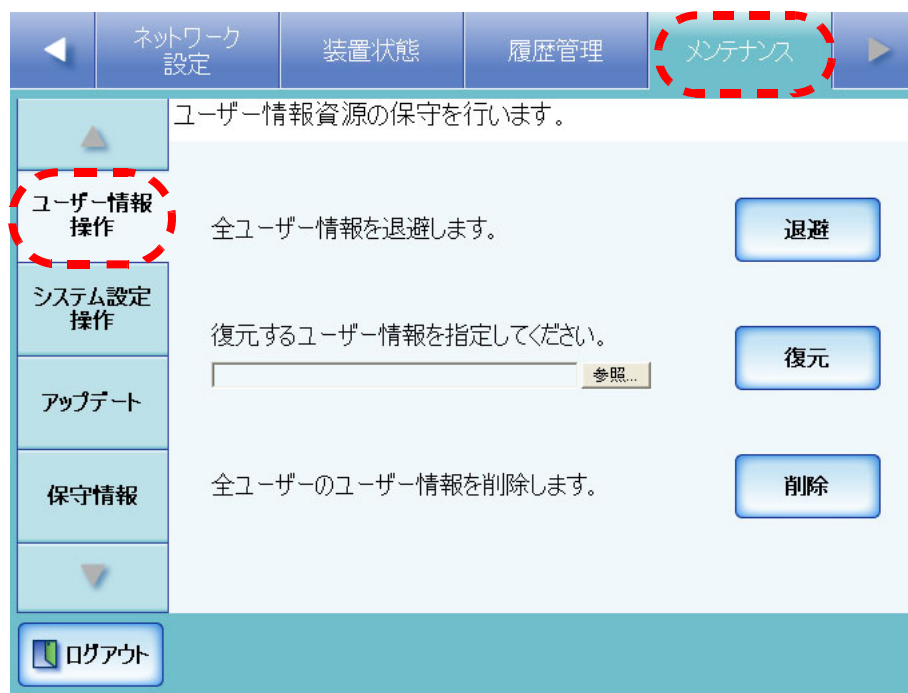 ネットワーク
設定
装置状態
履歴管理
メンテナンス
ユーザー情報資源の保守を行います。
ユーザー情報
操作
全ユーザー情報を退避します。
退避
システム設定
操作
復元するユーザー情報を指定してください。
参照...
復元
アップデート
保守情報
全ユーザーのユーザー情報を削除します。
削除
ログアウト